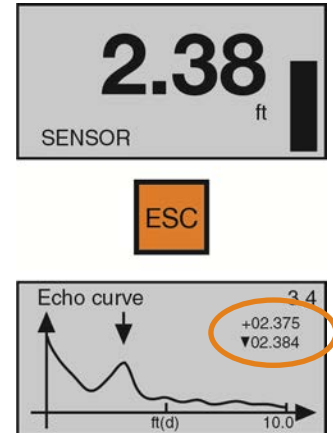 2.38
ft
SENSOR
ESC
Echo curve 3.4
+02.375
▼02.384
ft(d) 10.0